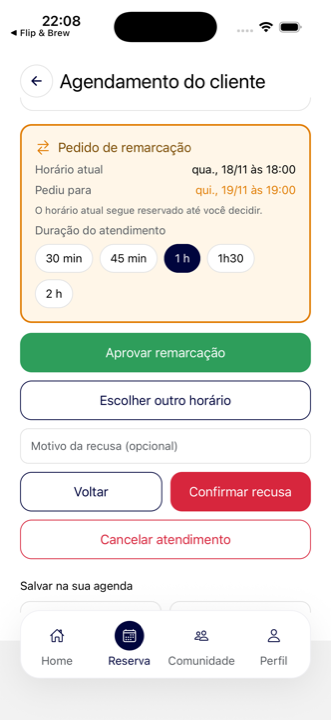 22:08
◀ Flip & Brew
Agendamento do cliente
Pedido de remarcação
Horário atual qua., 18/11 às 18:00
Pediu para qui., 19/11 às 19:00
O horário atual segue reservado até você decidir.
Duração do atendimento
30 min 45 min 1 h 1h30
2 h
Aprovar remarcação
Escolher outro horário
Motivo da recusa (opcional)
Voltar Confirmar recusa
Cancelar atendimento
Salvar na sua agenda
Home Reserva Comunidade Perfil